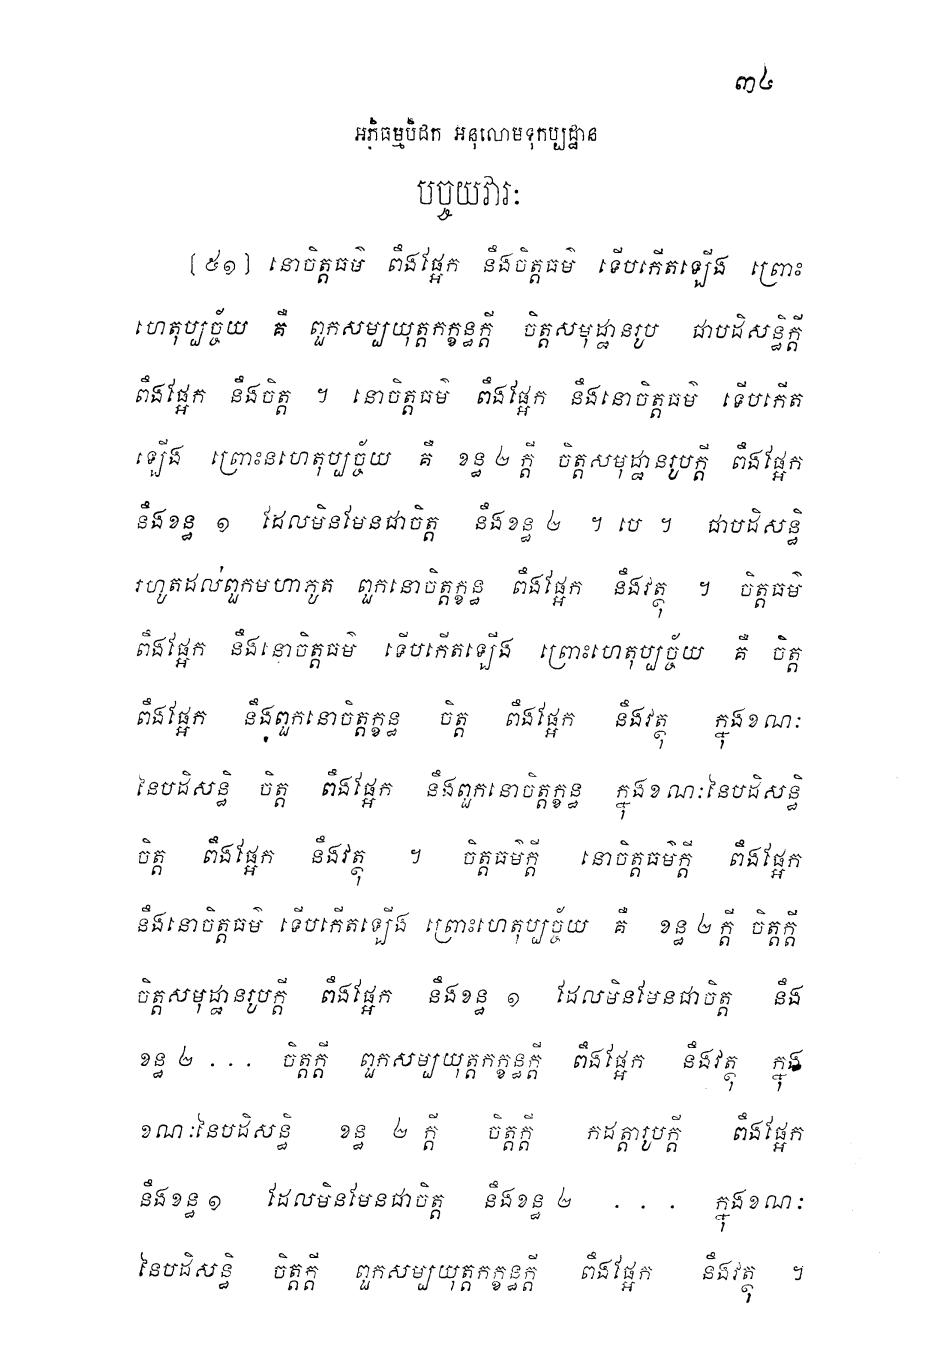 ៣៤
អភិធម្មបិដក អនុលោមទុកប្បដ្ឋាន
បច្ចយវារៈ
[៥១] នោចិត្តធម៌ ពឹងផ្អែក នឹងចិត្តធម៌ ទើបកើតឡើង ព្រោះ
ហេតុប្បច្ច័យ គឺ ពួកសម្បយុត្តកក្ខន្ធក្តី ចិត្តសមុដ្ឋានរូប ជាបដិសន្ធិក្តី
ពឹងផ្អែក នឹងចិត្ត ។ នោចិត្តធម៌ ពឹងផ្អែក នឹងនោចិត្តធម៌ ទើបកើត
ឡើង ព្រោះនហេតុប្បច្ច័យ គឺ ខន្ធ ២ ក្តី ចិត្តសមុដ្ឋានរូបក្តី ពឹងផ្អែក
នឹងខន្ធ ១ ដែលមិនមែនជាចិត្ត នឹងខន្ធ ២ ។ បេ ។ ជាបដិសន្ធិ
រហូតដល់ពួកមហាភូត ពួកនោចិត្តក្ខន្ធ ពឹងផ្អែក នឹងវត្ថុ ។ ចិត្តធម៌
ពឹងផ្អែក នឹងនោចិត្តធម៌ ទើបកើតឡើង ព្រោះហេតុប្បច្ច័យ គឺ ចិត្ត
ពឹងផ្អែក នឹងពួកនោចិត្តក្ខន្ធ ចិត្ត ពឹងផ្អែក នឹងវត្ថុ ក្នុងខណៈ
នៃបដិសន្ធិ ចិត្ត ពឹងផ្អែក នឹងពួកនោចិត្តក្ខន្ធ ក្នុងខណៈនៃបដិសន្ធិ
ចិត្ត ពឹងផ្អែក នឹងវត្ថុ ។ ចិត្តធម៌ក្តី នោចិត្តធម៌ក្តី ពឹងផ្អែក
នឹងនោចិត្តធម៌ ទើបកើតឡើង ព្រោះហេតុប្បច្ច័យ គឺ ខន្ធ ២ ក្តី ចិត្តក្តី
ចិត្តសមុដ្ឋានរូបក្តី ពឹងផ្អែក នឹងខន្ធ ១ ដែលមិនមែនជាចិត្ត នឹង
ខន្ធ ២ . . . ចិត្តក្តី ពួកសម្បយុត្តកក្ខន្ធក្តី ពឹងផ្អែក នឹងវត្ថុ ក្នុង
ខណៈនៃបដិសន្ធិ ខន្ធ ២ ក្តី ចិត្តក្តី កដត្តារូបក្តី ពឹងផ្អែក
នឹងខន្ធ ១ ដែលមិនមែនជាចិត្ត នឹងខន្ធ ២ . . . ក្នុងខណៈ
នៃបដិសន្ធិ ចិត្តក្តី ពួកសម្បយុត្តកក្ខន្ធក្តី ពឹងផ្អែក នឹងវត្ថុ ។